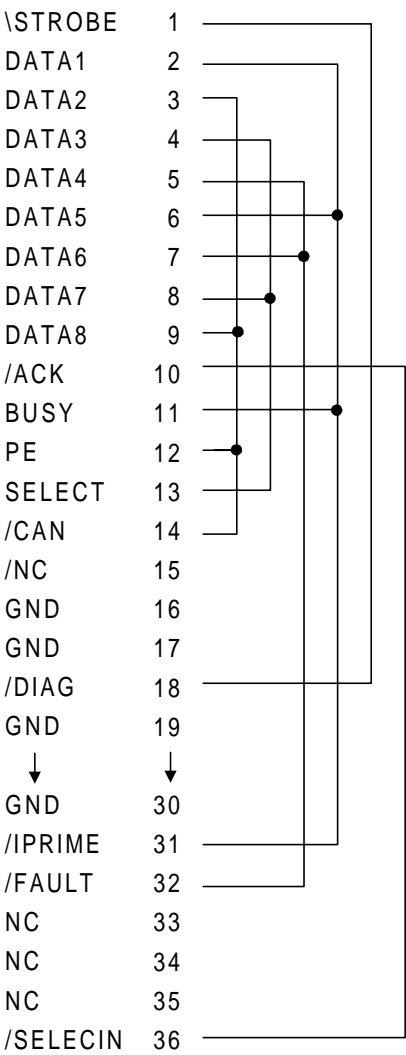 \STROBE 1
DATA1 2
DATA2 3
DATA3 4
DATA4 5
DATA5 6
DATA6 7
DATA7 8
DATA8 9
/ACK 10
BUSY 11
PE 12
SELECT 13
/CAN 14
/NC 15
GND 16
GND 17
/DIAG 18
GND 19
GND 30
/IPRIME 31
/FAULT 32
NC 33
NC 34
NC 35
/SELECIN 36